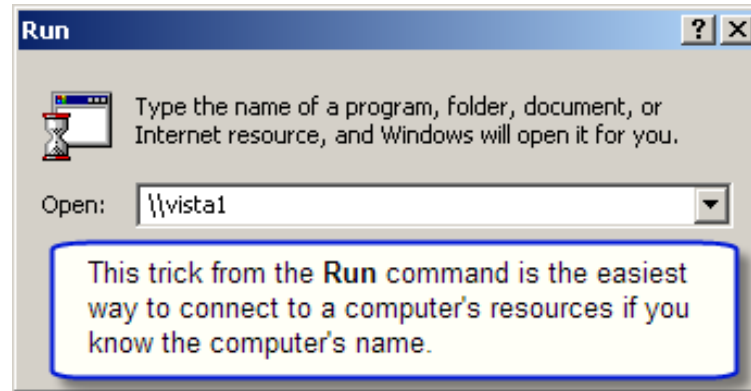 Run
Type the name of a program, folder, document, or
Internet resource, and Windows will open it for you.
Open: \\vista1
This trick from the Run command is the easiest
way to connect to a computer's resources if you
know the computer's name.